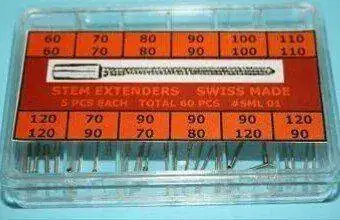 60 70 80 90 100 110
60 70 80 90 100 110
STEM EXTENDERS SWISS MADE
5 PCS EACH TOTAL 60 PCS #SML 01
120 70 90 90 90 120
120 90 70 80 120 90